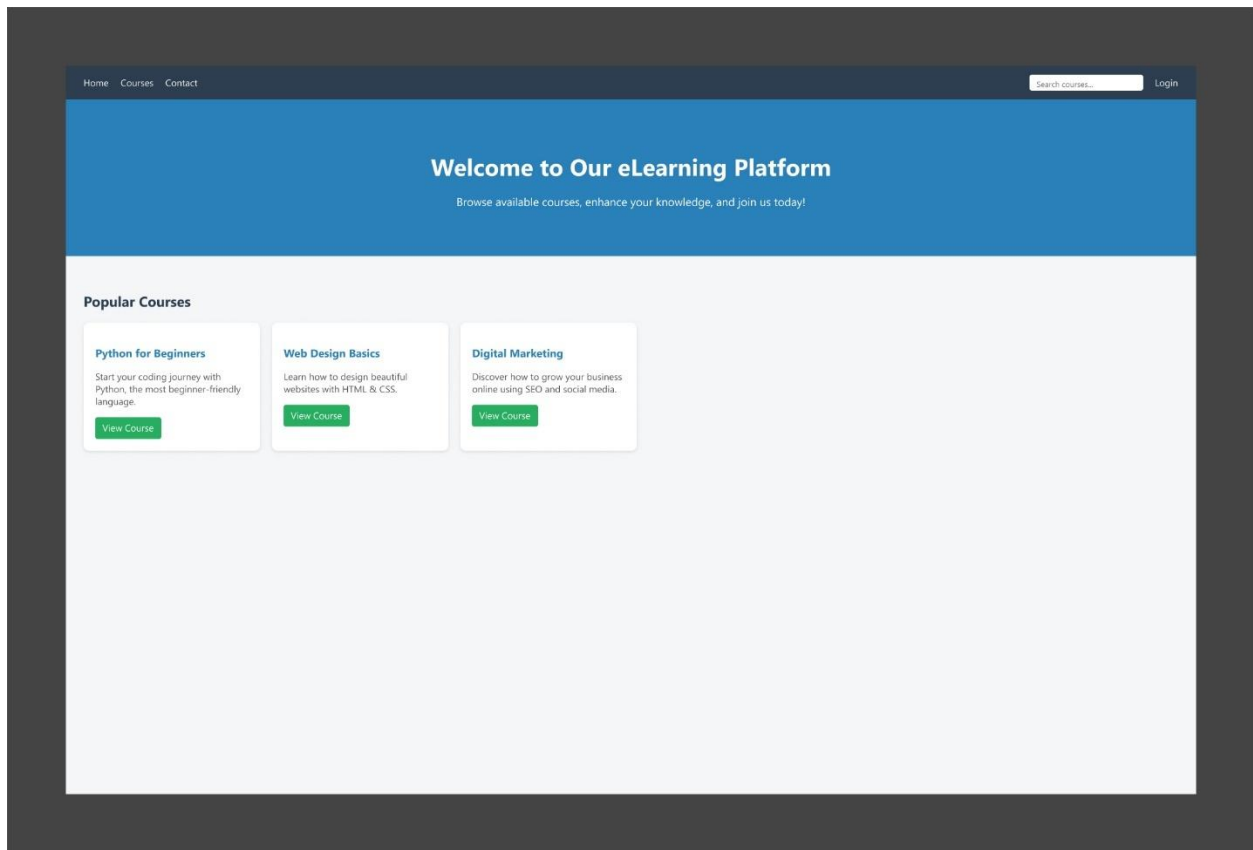 Home Courses Contact
Search courses...
Login
Welcome to Our eLearning Platform
Browse available courses, enhance your knowledge, and join us today!
Popular Courses
Python for Beginners
Start your coding journey with
Python, the most beginner-friendly
language.
View Course
Web Design Basics
Learn how to design beautiful
websites with HTML & CSS.
View Course
Digital Marketing
Discover how to grow your business
online using SEO and social media.
View Course